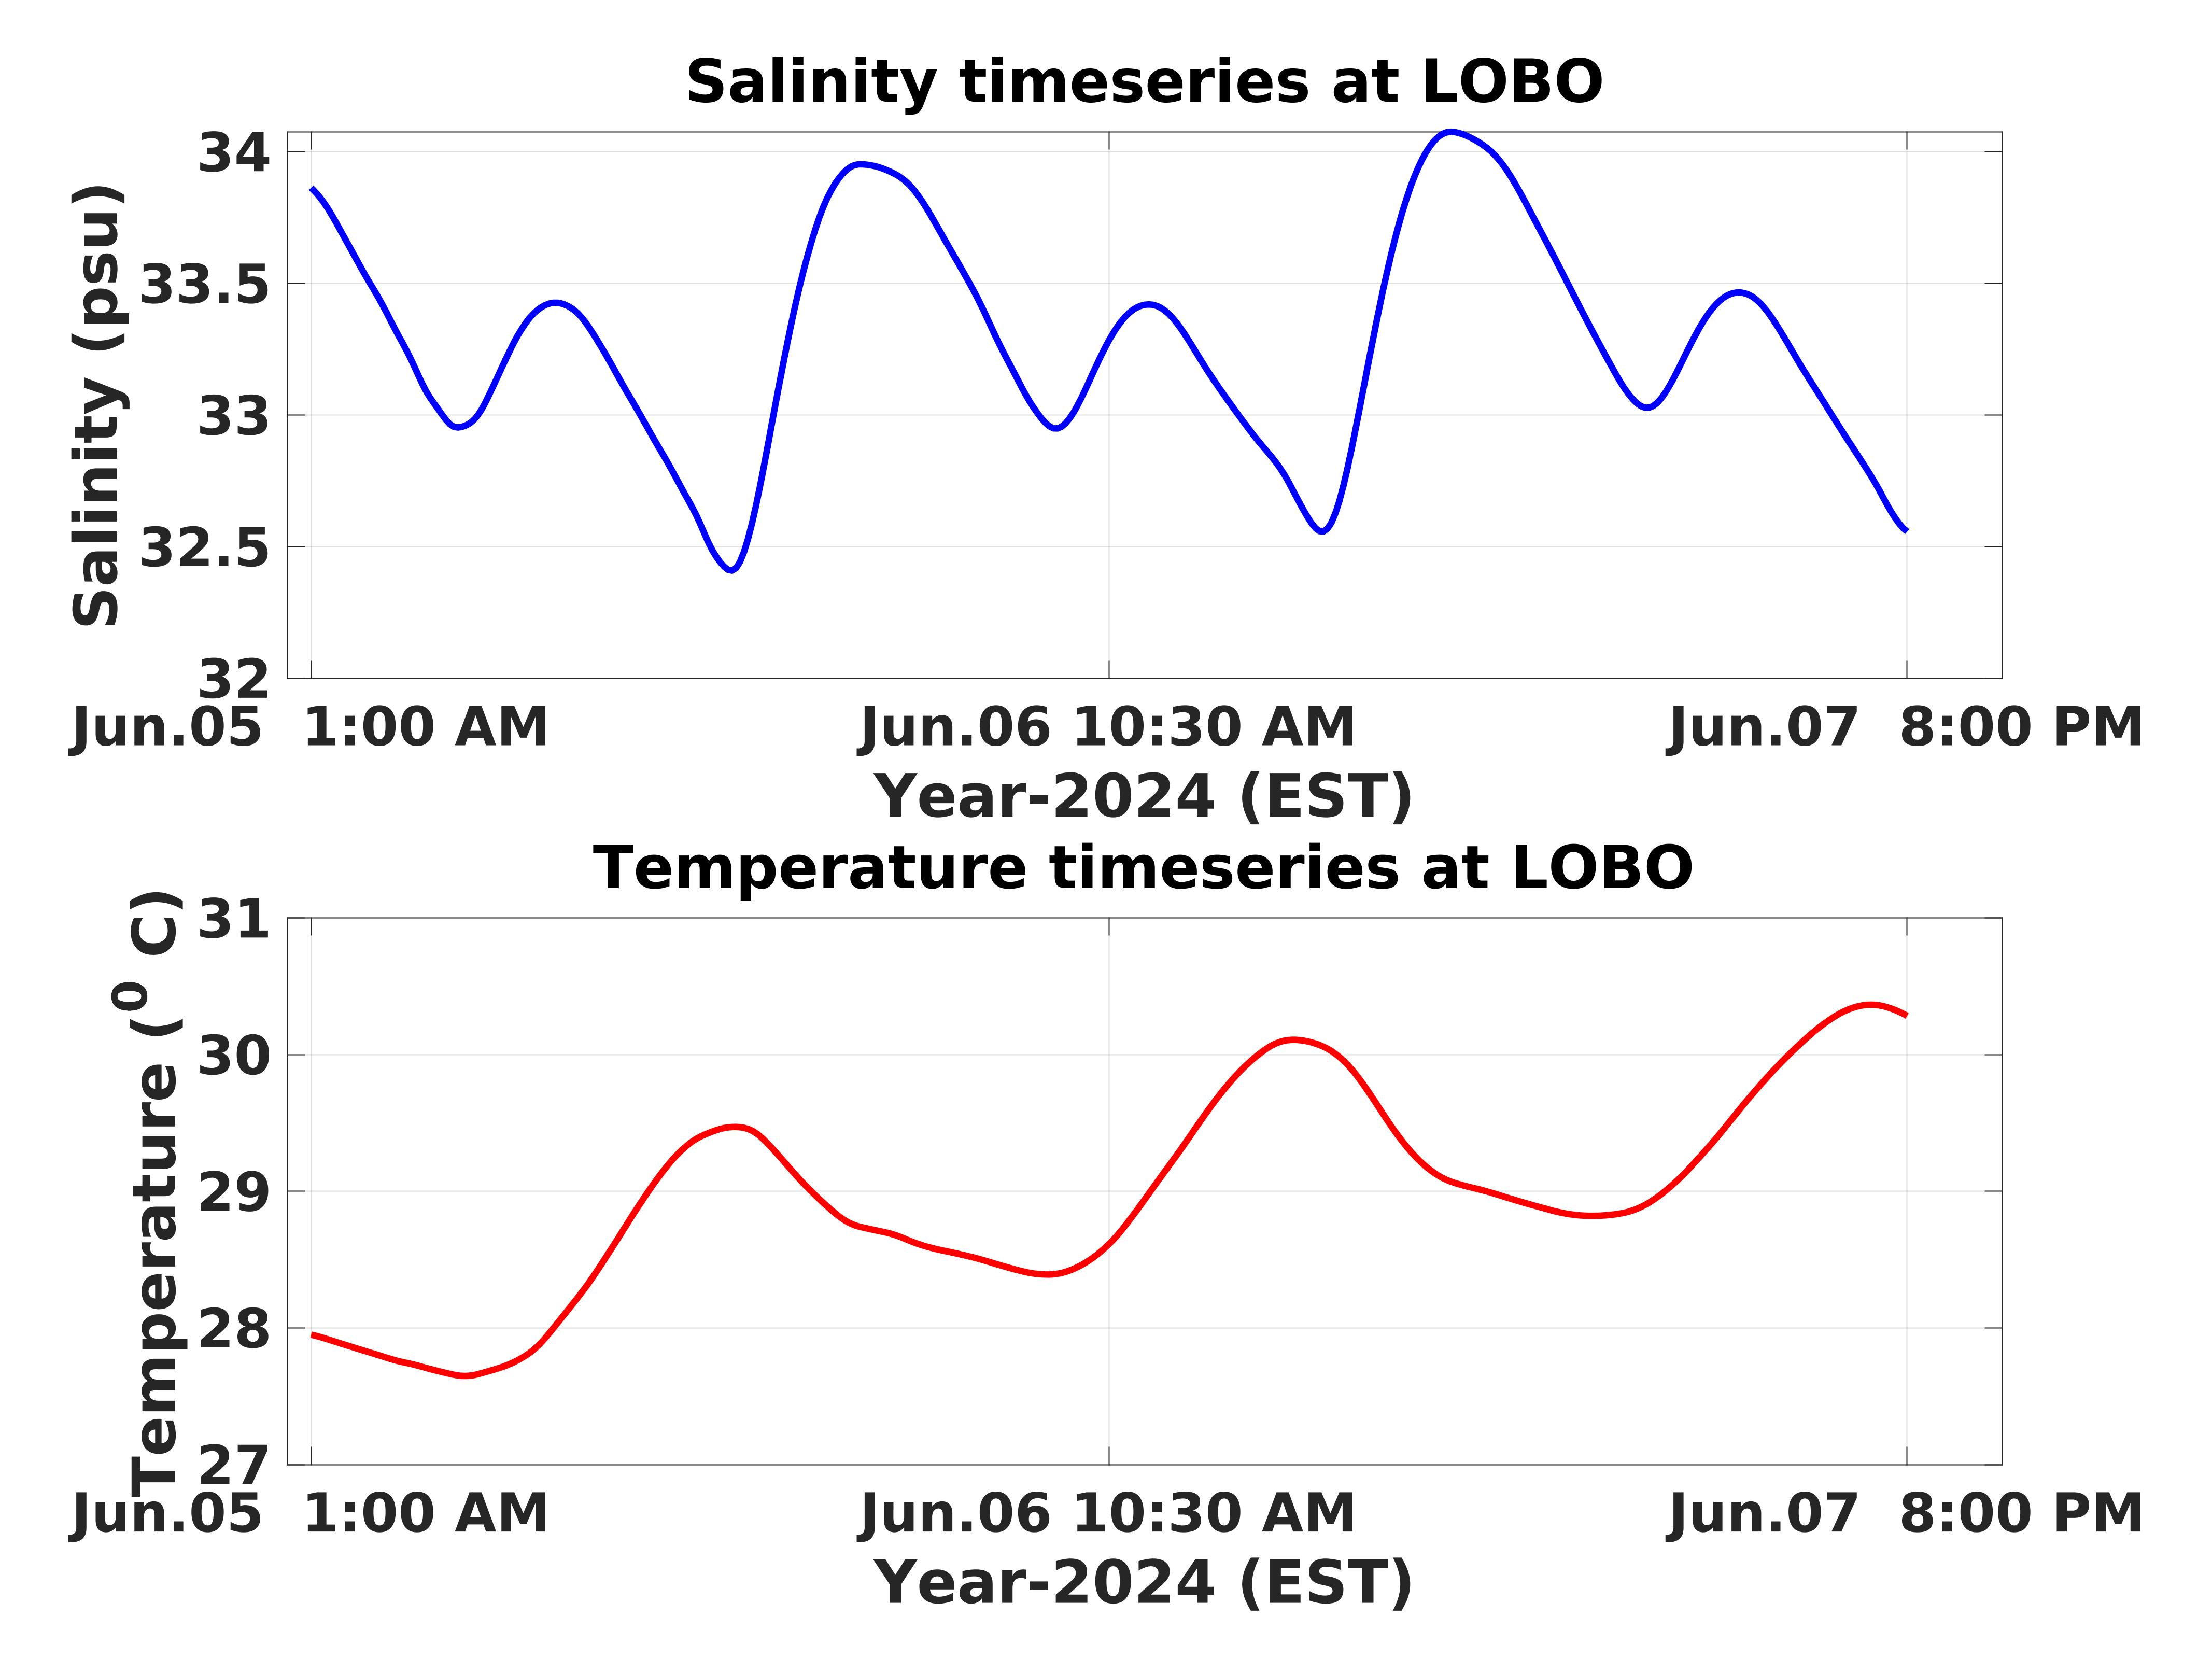 Salinity timeseries at LOBO
Salinity (psu)
34
33.5
33
32.5
32
Jun.05  1:00 AM
Jun.06 10:30 AM
Jun.07  8:00 PM
Year-2024 (EST)
Temperature timeseries at LOBO
Temperature (⁰ C)
31
30
29
28
27
Jun.05  1:00 AM
Jun.06 10:30 AM
Jun.07  8:00 PM
Year-2024 (EST)